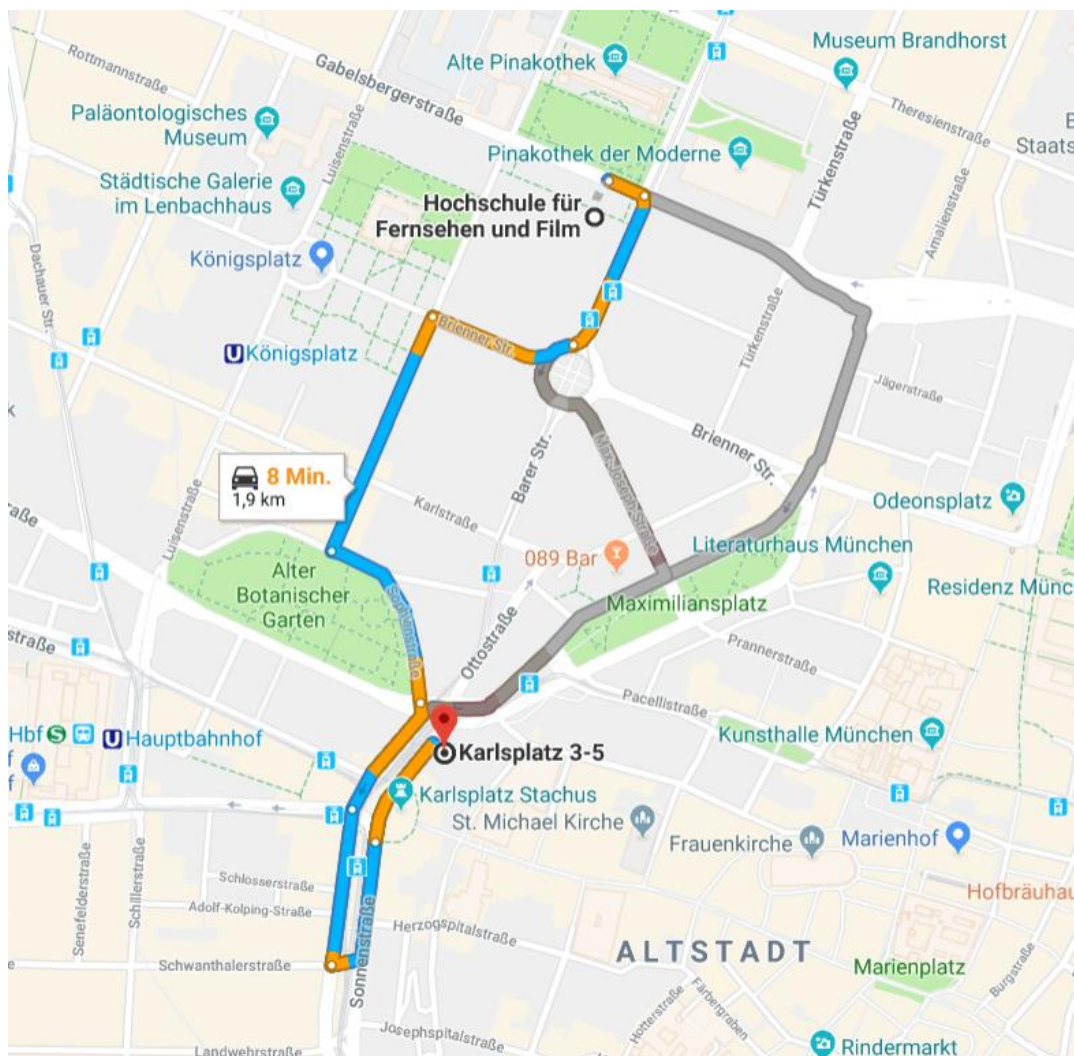 Rottmannstraße
Gabelsbergerstraße
Alte Pinakothek
Museum Brandhorst
Theresienstraße
Paläontologisches
Museum
Luisenstraße
Pinakothek der Moderne
Türkenstraße
Staats
Städtische Galerie
im Lenbachhaus
Hochschule für
Fernsehen und Film
Amalienstraße
Königsplatz
Dachauer Str.
Brienner Str.
Türkenstraße
U Königsplatz
Jägerstraße
8 Min.
1,9 km
Barer Str.
Max-Joseph-Straße
Brienner Str.
Odeonsplatz
Karlstraße
Luisenstraße
089 Bar
Literaturhaus München
Alter
Botanischer
Garten
Sophienstraße
Maximiliansplatz
Residenz Münc
straße
Ottostraße
Prannerstraße
Pacellistraße
Hbf S
U Hauptbahnhof
Karlsplatz 3-5
Kunsthalle München
Karlsplatz Stachus
St. Michael Kirche
Frauenkirche
Marienhof
Hofbräuhau
Senefelderstraße
Schillerstraße
Schlosserstraße
Adolf-Kolping-Straße
Herzogspitalstraße
Schwanthalerstraße
Sonnenstraße
ALTSTADT
Marienplatz
Burgstraße
Färbergraben
Hotterstraße
Josephspitalstraße
Landwehrstraße
Rindermarkt